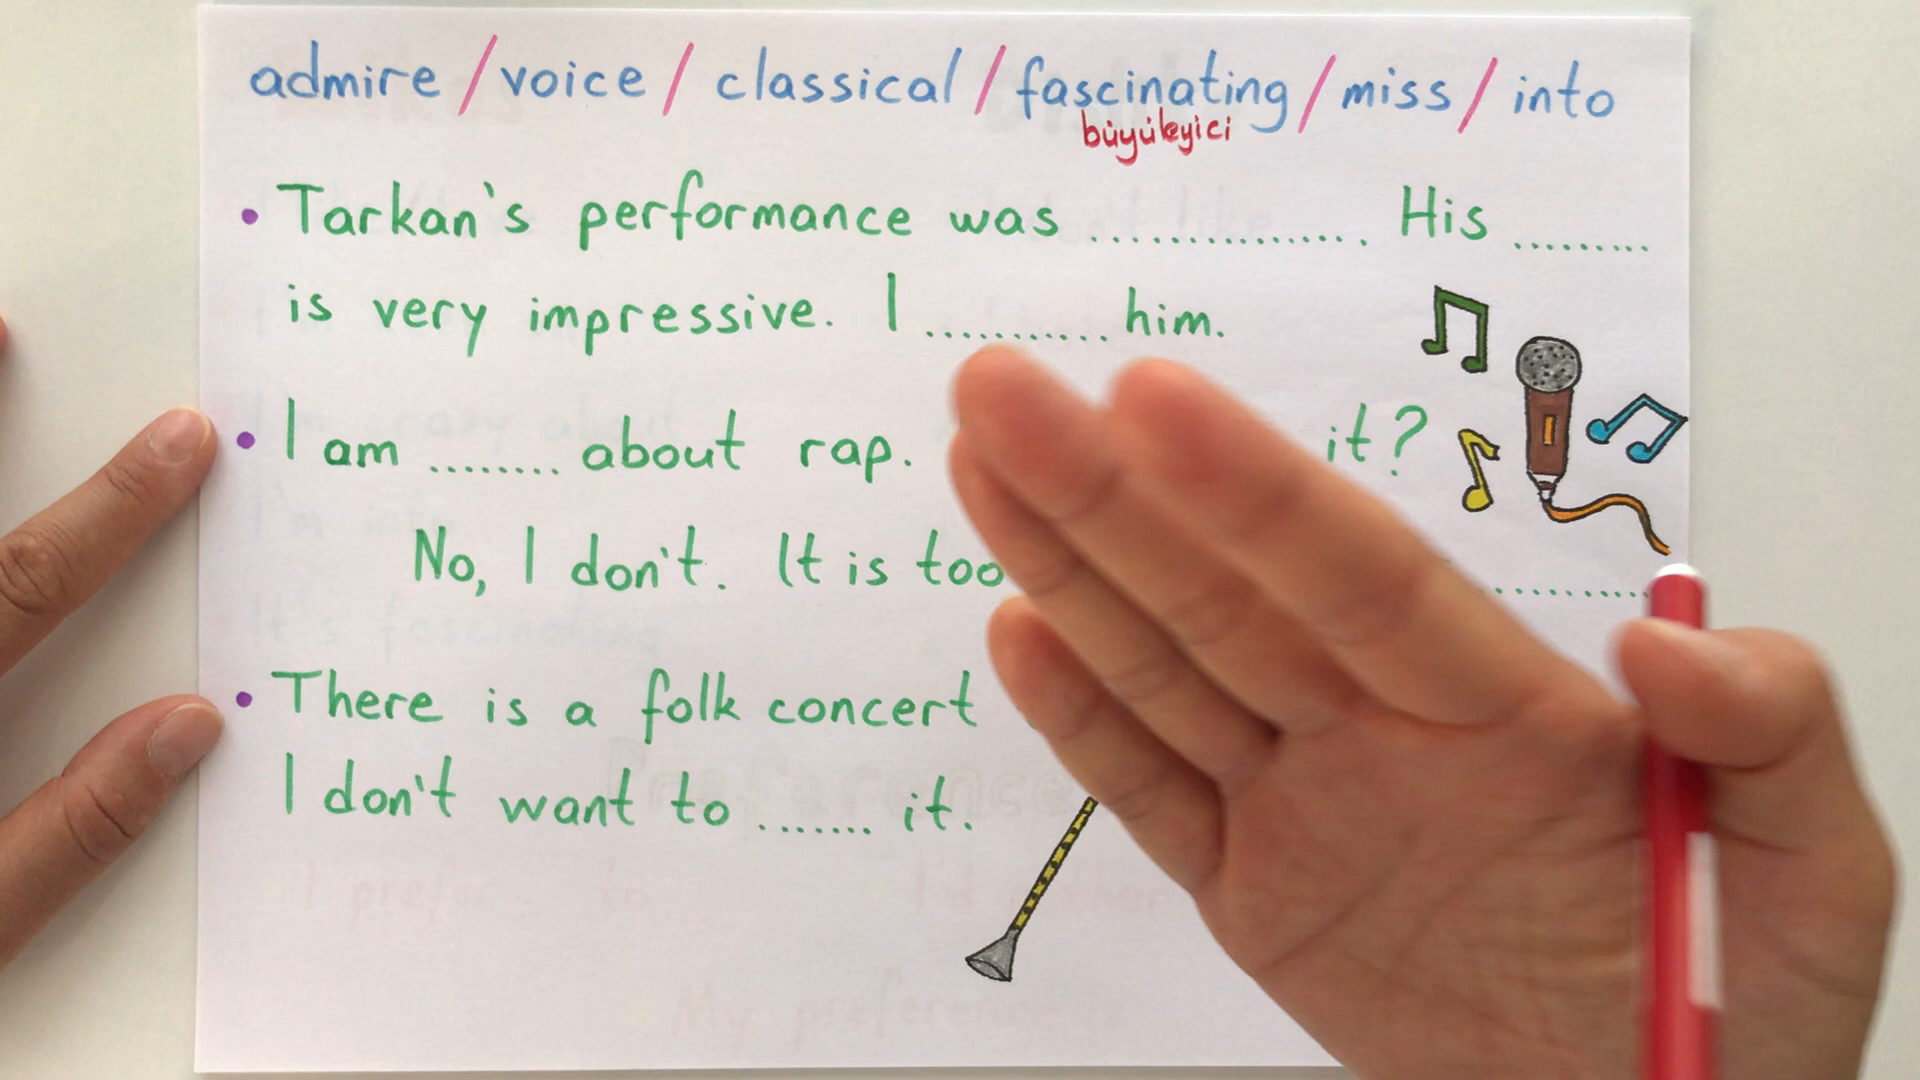 admire / voice / classical / fascinating / miss / into
büyüleyici
• Tarkan's performance was ................ His .........
is very impressive. I ........... him.
• I am ........ about rap. it?
No, I don't. It is too ...........
• There is a folk concert
I don't want to ....... it.